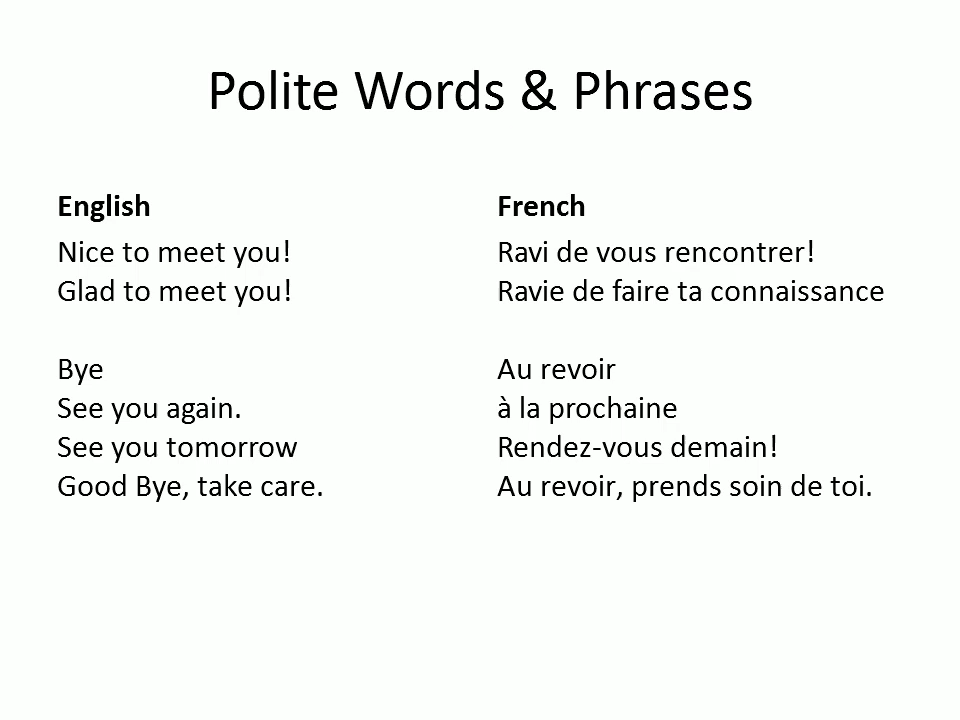 Polite Words & Phrases
English
Nice to meet you!
Glad to meet you!
Bye
See you again.
See you tomorrow
Good Bye, take care.
French
Ravi de vous rencontrer!
Ravie de faire ta connaissance
Au revoir
à la prochaine
Rendez-vous demain!
Au revoir, prends soin de toi.